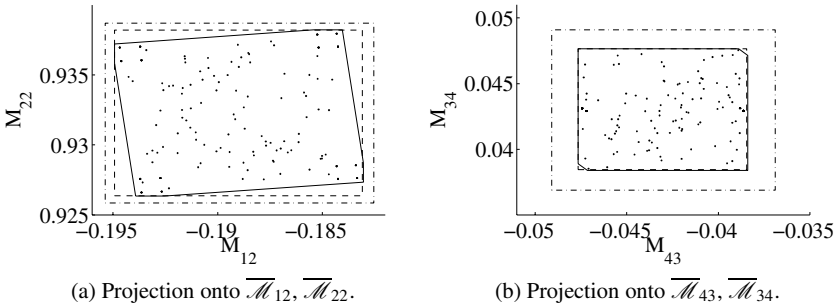 0.935
0.93
0.925
M22
−0.195
−0.19
−0.185
M12
(a) Projection onto ℳ̅12, ℳ̅22.
0.05
0.045
0.04
M34
−0.05
−0.045
−0.04
−0.035
M43
(b) Projection onto ℳ̅43, ℳ̅34.